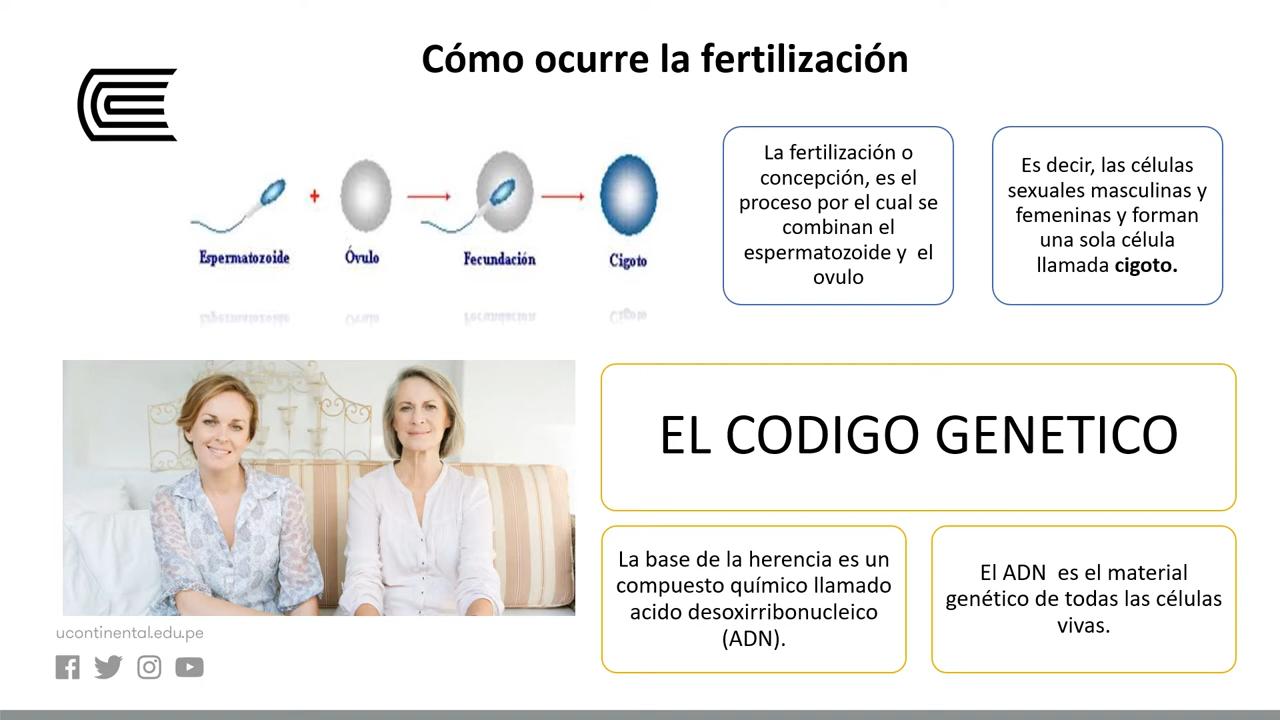 Cómo ocurre la fertilización
Espermatozoide
Óvulo
Fecundación
Cigoto
La fertilización o
concepción, es el
proceso por el cual se
combinan el
espermatozoide y  el
ovulo
Es decir, las células
sexuales masculinas y
femeninas y forman
una sola célula
llamada cigoto.
EL CODIGO GENETICO
La base de la herencia es un
compuesto químico llamado
acido desoxirribonucleico
(ADN).
El ADN  es el material
genético de todas las células
vivas.
ucontinental.edu.pe